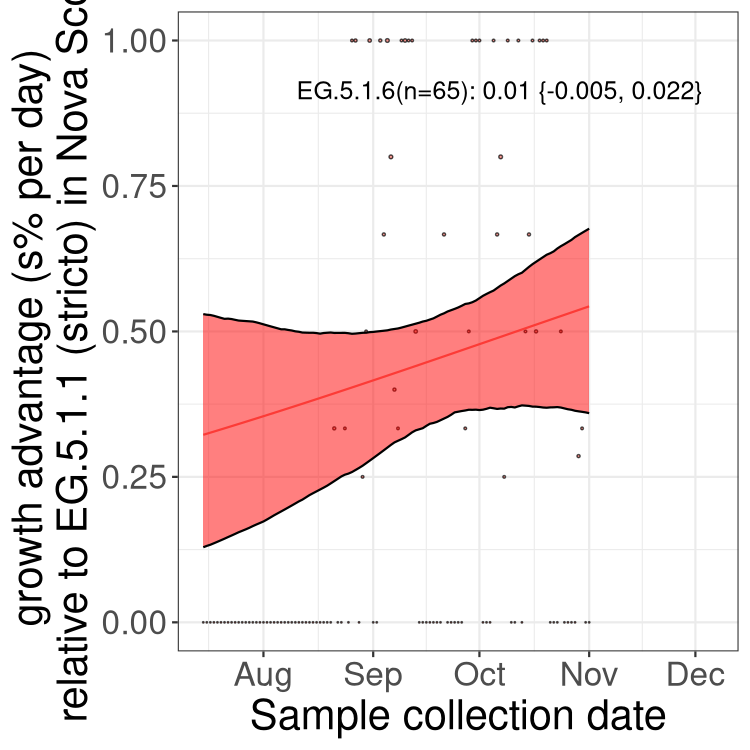 growth advantage (s% per day)
relative to EG.5.1.1 (stricto) in Nova Sco
1.00
0.75
0.50
0.25
0.00
EG.5.1.6(n=65): 0.01 {-0.005, 0.022}
Aug Sep Oct Nov Dec
Sample collection date